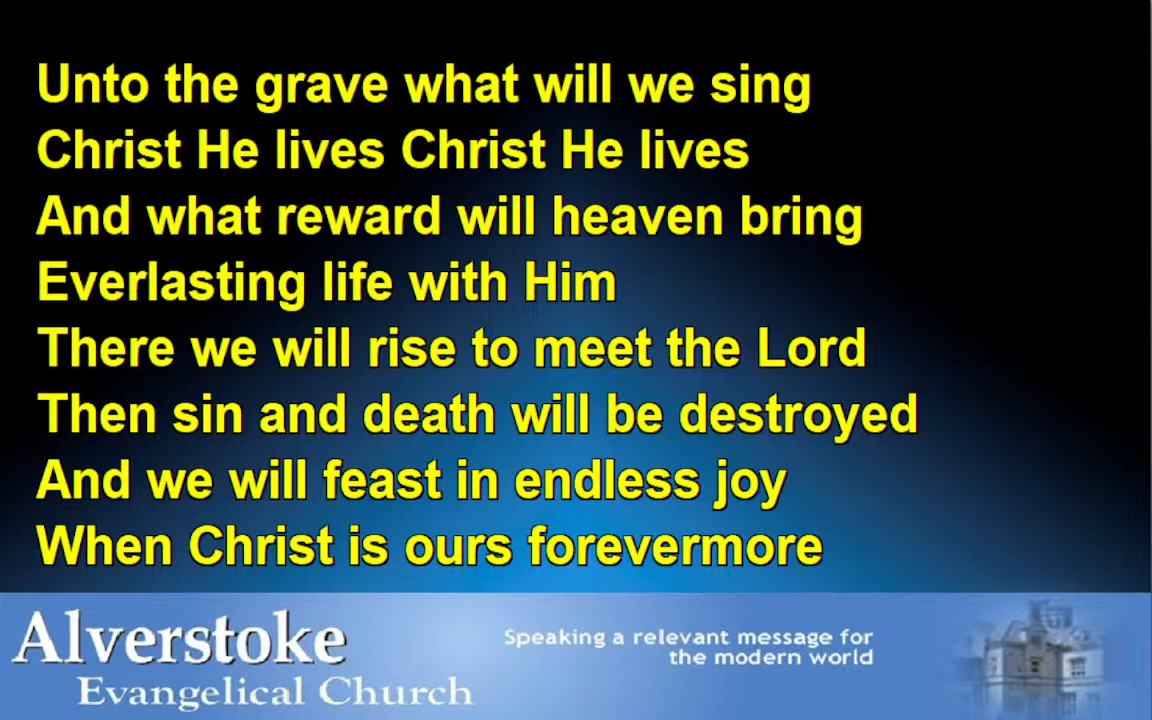 Unto the grave what will we sing
Christ He lives Christ He lives
And what reward will heaven bring
Everlasting life with Him
There we will rise to meet the Lord
Then sin and death will be destroyed
And we will feast in endless joy
When Christ is ours forevermore
Alverstoke
Evangelical Church
Speaking a relevant message for
the modern world